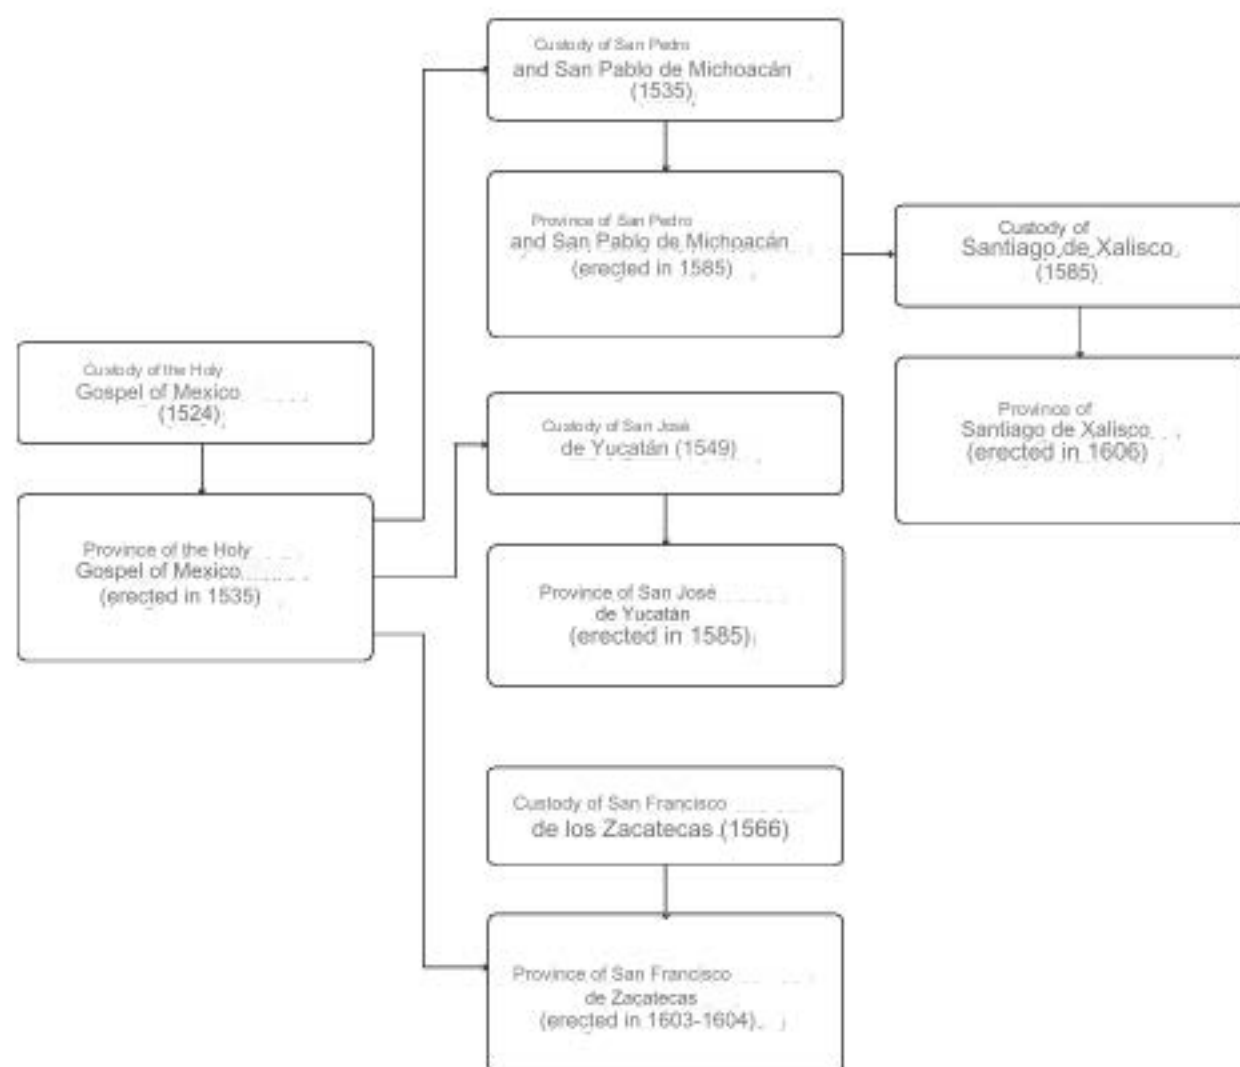 Custody of San Pedro
and San Pablo de Michoacán
(1535)
Province of San Pedro
and San Pablo de Michoacán
(erected in 1585)
Custody of
Santiago de Xalisco
(1585)
Province of
Santiago de Xalisco
(erected in 1606)
Custody of the Holy
Gospel of Mexico
(1524)
Province of the Holy
Gospel of Mexico
(erected in 1535)
Custody of San José
de Yucatán (1549)
Province of San José
de Yucatán
(erected in 1585)
Custody of San Francisco
de los Zacatecas (1566)
Province of San Francisco
de Zacatecas
(erected in 1603-1604)